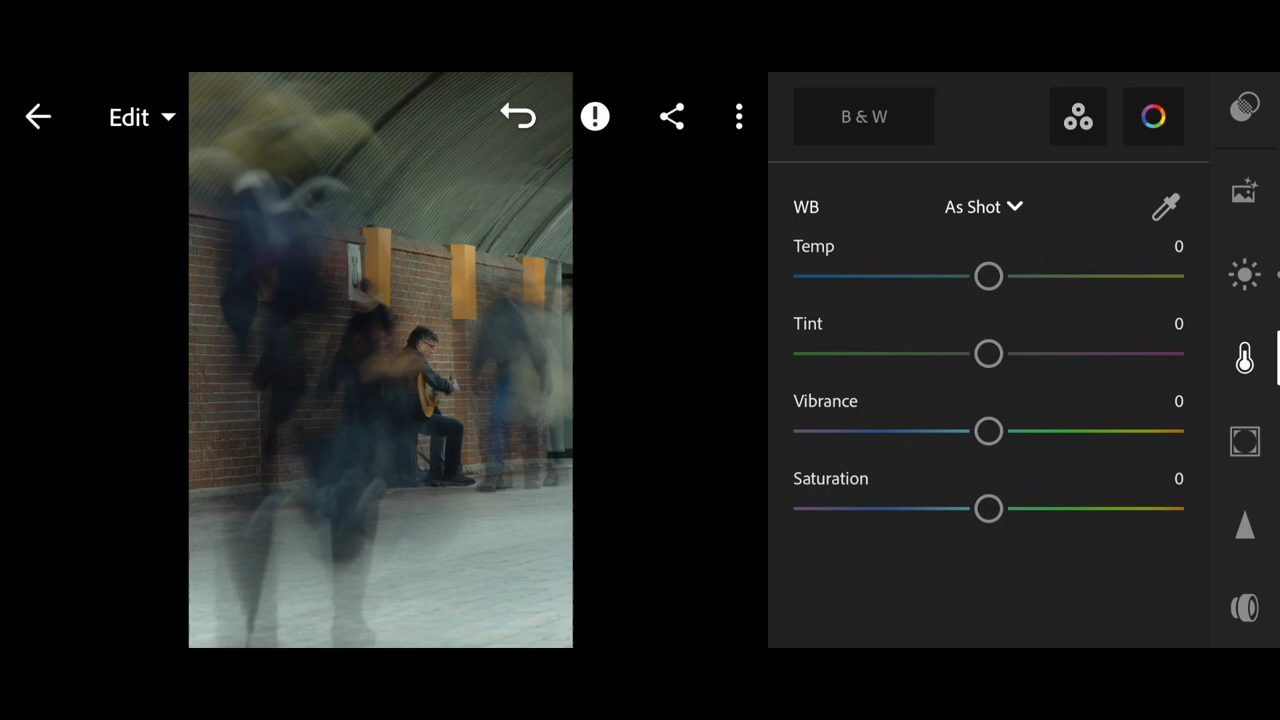 Edit
B & W
WB As Shot
Temp 0
Tint 0
Vibrance 0
Saturation 0